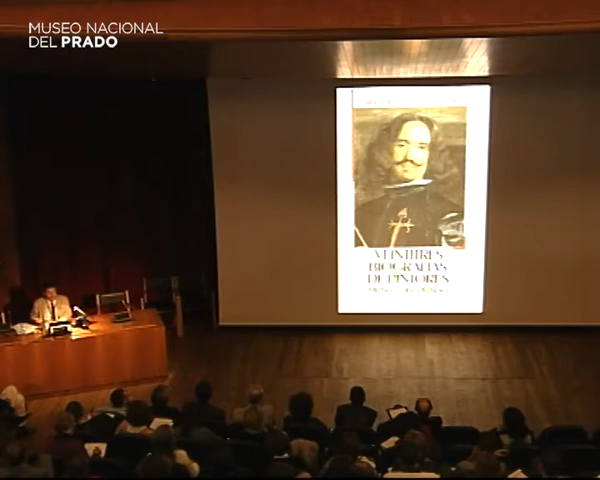 MUSEO NACIONAL
DEL PRADO
VEINTITRES
BIOGRAFIAS
DE PINTORES